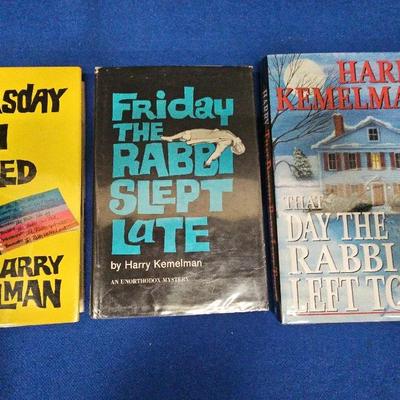 SDAY
ED
ARRY
LMAN
Friday
THE
RABBI
SLEPT
LATE
by Harry Kemelman
AN UNORTHODOX MYSTERY
HARR
KEMELMA
THAT
DAY THE
RABBI
LEFT TO